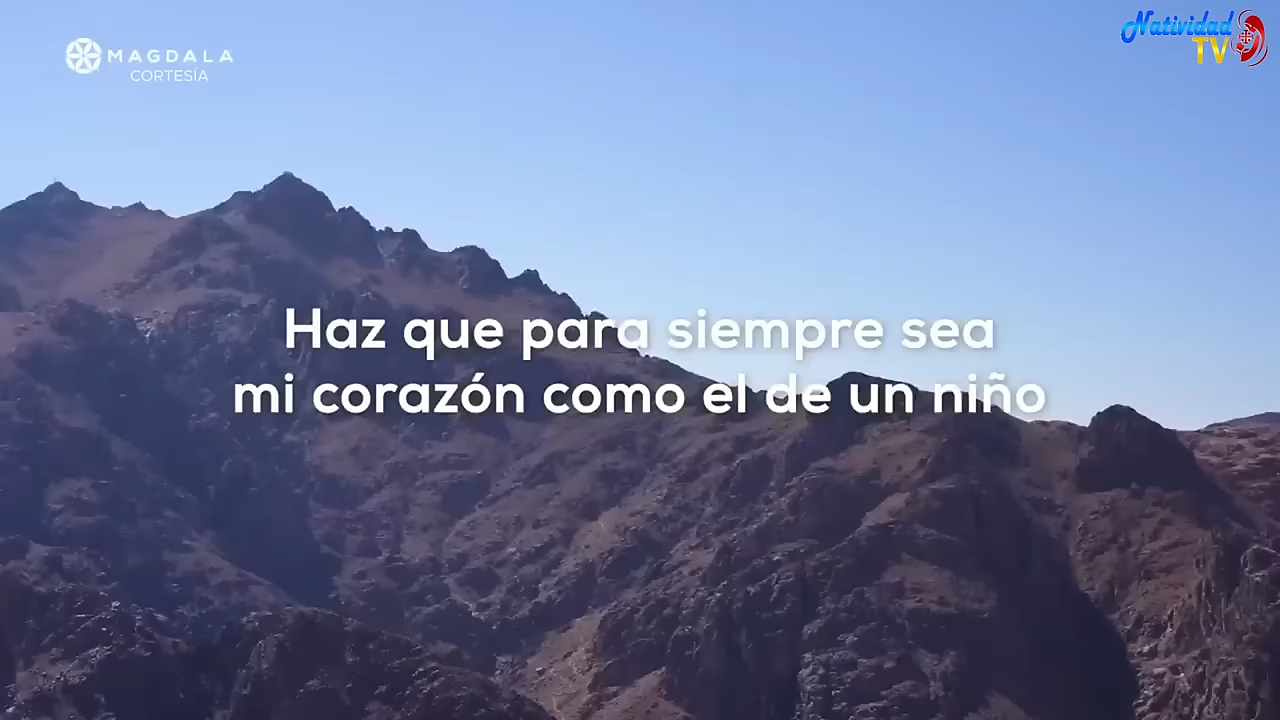 MAGDALA
CORTESÍA
Natividad
TV
Haz que para siempre sea
mi corazón como el de un niño